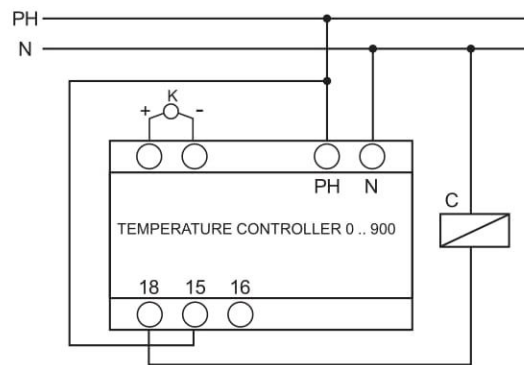 PH
N
K
+ -
PH N
C
TEMPERATURE CONTROLLER 0 .. 900
18 15 16